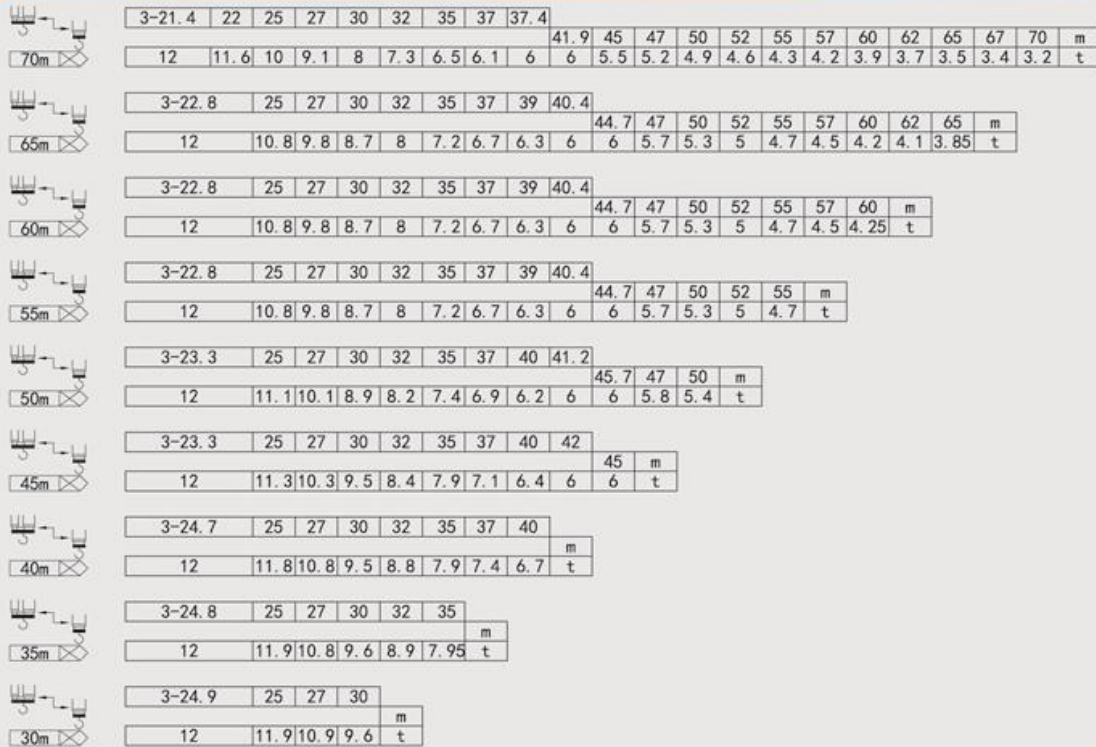 3-21.4 22 25 27 30 32 35 37 37.4
41.9 45 47 50 52 55 57 60 62 65 67 70 m
70m 12 11.6 10 9.1 8 7.3 6.5 6.1 6 6 5.5 5.2 4.9 4.6 4.3 4.2 3.9 3.7 3.5 3.4 3.2 t
3-22.8 25 27 30 32 35 37 39 40.4
44.7 47 50 52 55 57 60 62 65 m
65m 12 10.8 9.8 8.7 8 7.2 6.7 6.3 6 6 5.7 5.3 5 4.7 4.5 4.2 4.1 3.85 t
3-22.8 25 27 30 32 35 37 39 40.4
44.7 47 50 52 55 57 60 m
60m 12 10.8 9.8 8.7 8 7.2 6.7 6.3 6 6 5.7 5.3 5 4.7 4.5 4.25 t
3-22.8 25 27 30 32 35 37 39 40.4
44.7 47 50 52 55 m
55m 12 10.8 9.8 8.7 8 7.2 6.7 6.3 6 6 5.7 5.3 5 4.7 t
3-23.3 25 27 30 32 35 37 40 41.2
45.7 47 50 m
50m 12 11.1 10.1 8.9 8.2 7.4 6.9 6.2 6 6 5.8 5.4 t
3-23.3 25 27 30 32 35 37 40 42
45 m
45m 12 11.3 10.3 9.5 8.4 7.9 7.1 6.4 6 6 t
3-24.7 25 27 30 32 35 37 40
m
40m 12 11.8 10.8 9.5 8.8 7.9 7.4 6.7 t
3-24.8 25 27 30 32 35
m
35m 12 11.9 10.8 9.6 8.9 7.95 t
3-24.9 25 27 30
m
30m 12 11.9 10.9 9.6 t